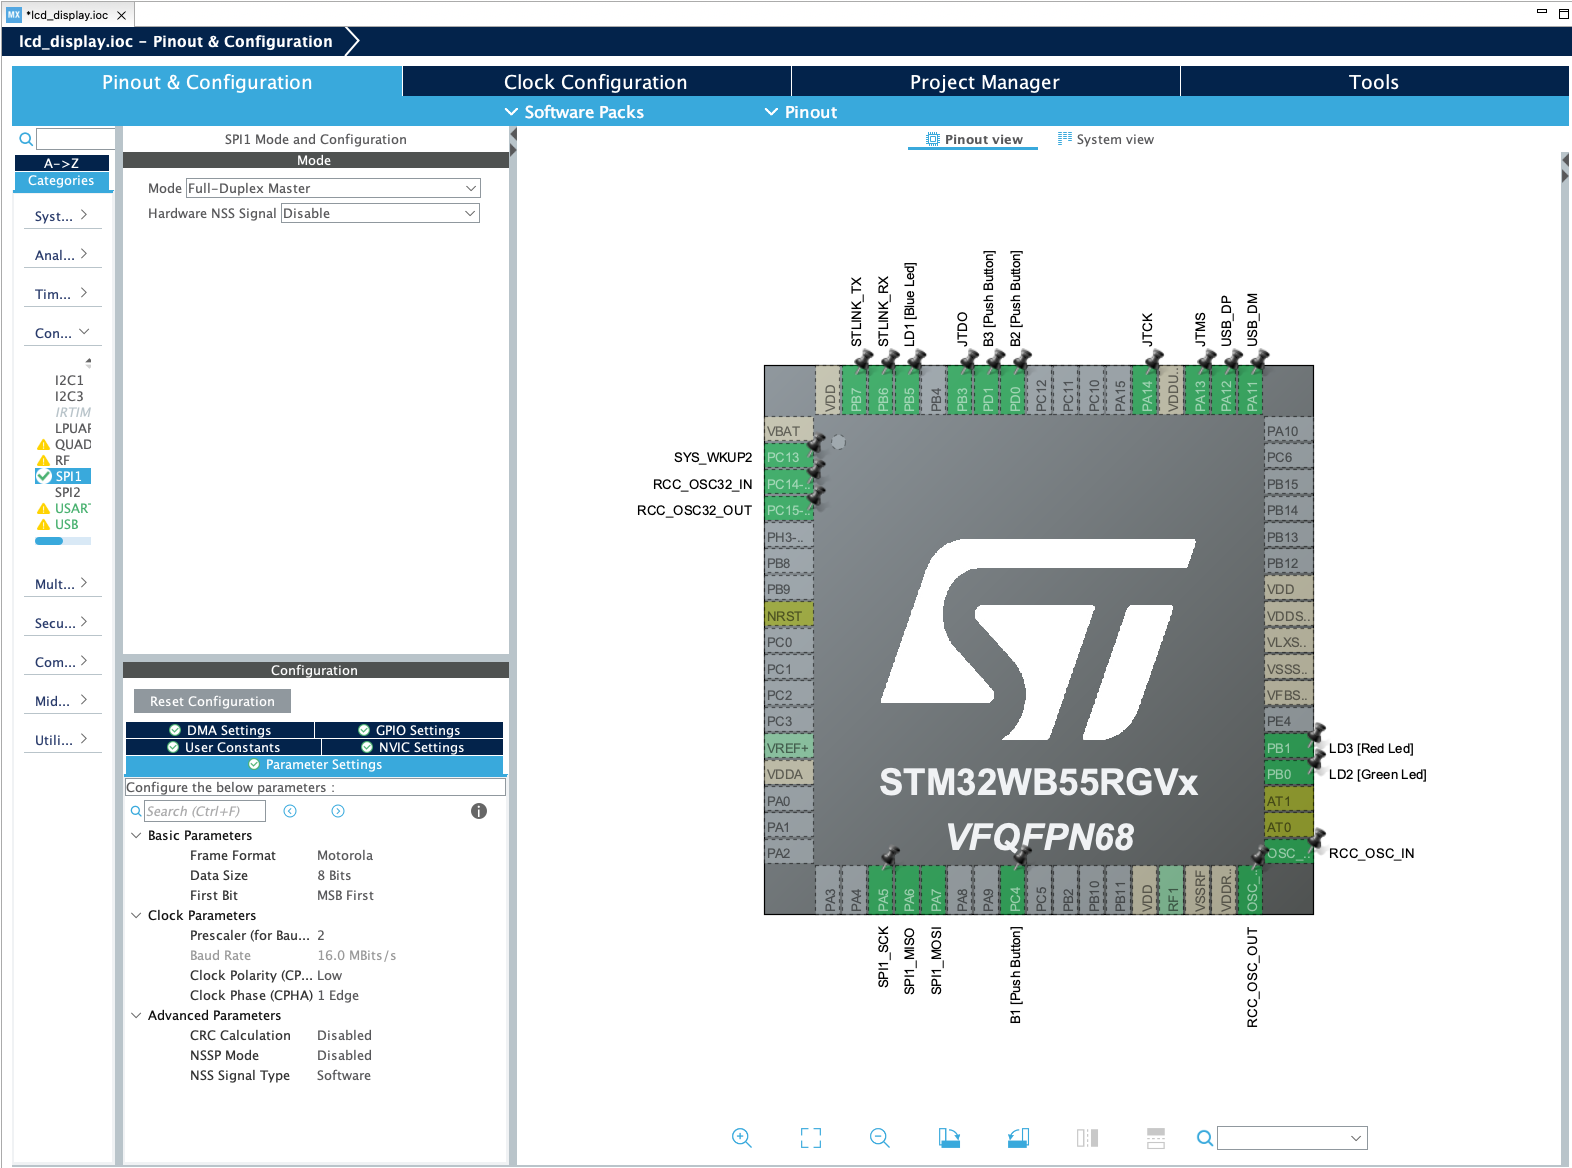 MX *lcd_display.ioc
lcd_display.ioc - Pinout & Configuration
Pinout & Configuration
Clock Configuration
Project Manager
Tools
Software Packs
Pinout
A->Z
Categories
Syst...
Anal...
Tim...
Con...
I2C1
I2C3
IRTIM
LPUAR
QUAD
RF
SPI1
SPI2
USART
USB
Mult...
Secu...
Com...
Mid...
Utili...
SPI1 Mode and Configuration
Mode
Mode Full-Duplex Master
Hardware NSS Signal Disable
Configuration
Reset Configuration
DMA Settings
GPIO Settings
User Constants
NVIC Settings
Parameter Settings
Configure the below parameters :
Search (Ctrl+F)
i
Basic Parameters
Frame Format Motorola
Data Size 8 Bits
First Bit MSB First
Clock Parameters
Prescaler (for Bau... 2
Baud Rate 16.0 MBits/s
Clock Polarity (CP... Low
Clock Phase (CPHA) 1 Edge
Advanced Parameters
CRC Calculation Disabled
NSSP Mode Disabled
NSS Signal Type Software
Pinout view
System view
STLINK_TX
STLINK_RX
LD1 [Blue Led]
JTDO
B3 [Push Button]
B2 [Push Button]
JTCK
JTMS
USB_DP
USB_DM
VDD
PB7
PB6
PB5
PB4
PB3
PD1
PD0
PC12
PC11
PC10
PA15
PA14
VDDU..
PA13
PA12
PA11
VBAT
SYS_WKUP2 PC13
RCC_OSC32_IN PC14-..
RCC_OSC32_OUT PC15-..
PH3-..
PB8
PB9
NRST
PC0
PC1
PC2
PC3
VREF+
VDDA
PA0
PA1
PA2
ST
STM32WB55RGVx
VFQFPN68
PA10
PC6
PB15
PB14
PB13
PB12
VDD
VDDS..
VLXS..
VSSS..
VFBS..
PE4
PB1 LD3 [Red Led]
PB0 LD2 [Green Led]
AT1
AT0
OSC_.. RCC_OSC_IN
PA3
PA4
PA5
PA6
PA7
PA8
PA9
PC4
PC5
PB2
PB10
PB11
VDD
RF1
VSSRF
VDDR..
OSC_..
SPI1_SCK
SPI1_MISO
SPI1_MOSI
B1 [Push Button]
RCC_OSC_OUT